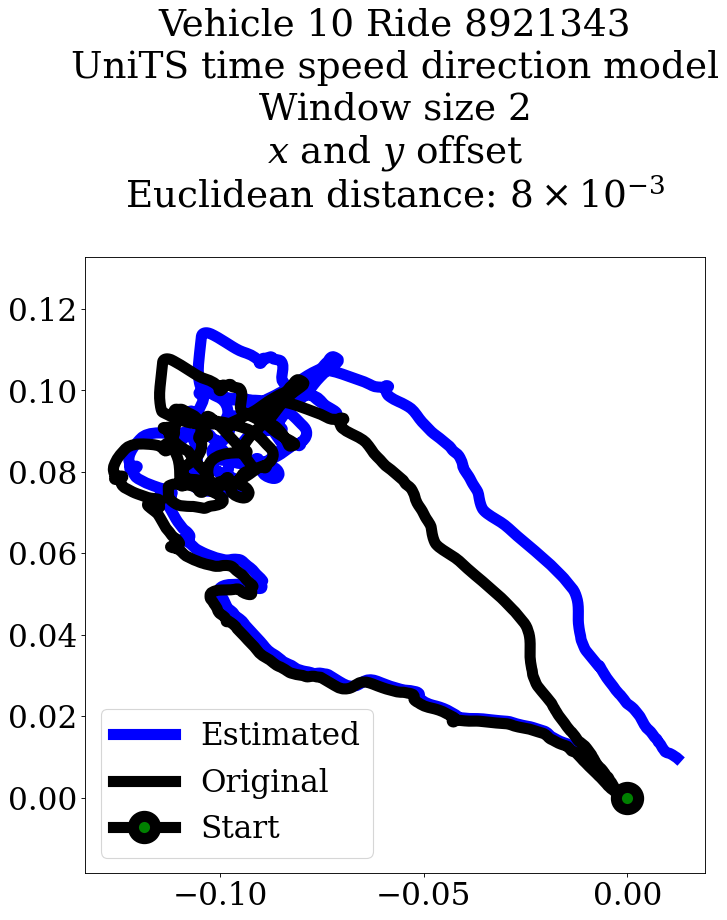 Vehicle 10 Ride 8921343
UniTS time speed direction model
Window size 2
x and y offset
Euclidean distance: 8 × 10⁻³
0.12
0.10
0.08
0.06
0.04
0.02
0.00
Estimated
Original
Start
−0.10
−0.05
0.00